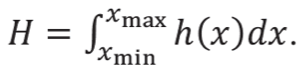 H = ∫_{x_min}^{x_max} h(x)dx.